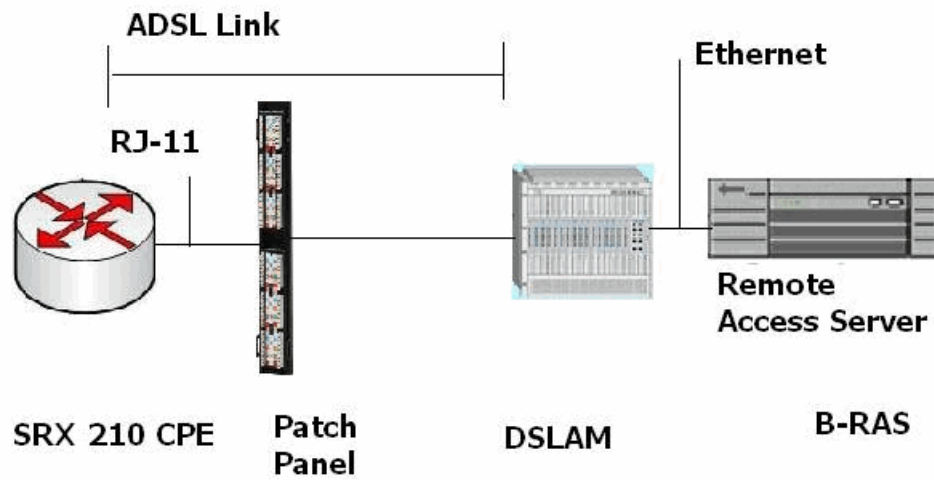 ADSL Link
Ethernet
RJ-11
Remote
Access Server
SRX 210 CPE
Patch
Panel
DSLAM
B-RAS